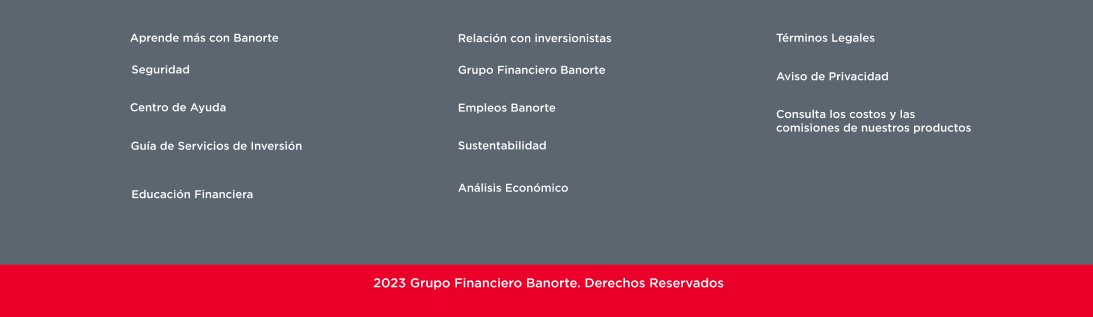 Aprende más con Banorte
Seguridad
Centro de Ayuda
Guía de Servicios de Inversión
Educación Financiera
Relación con inversionistas
Grupo Financiero Banorte
Empleos Banorte
Sustentabilidad
Análisis Económico
Términos Legales
Aviso de Privacidad
Consulta los costos y las
comisiones de nuestros productos
2023 Grupo Financiero Banorte. Derechos Reservados